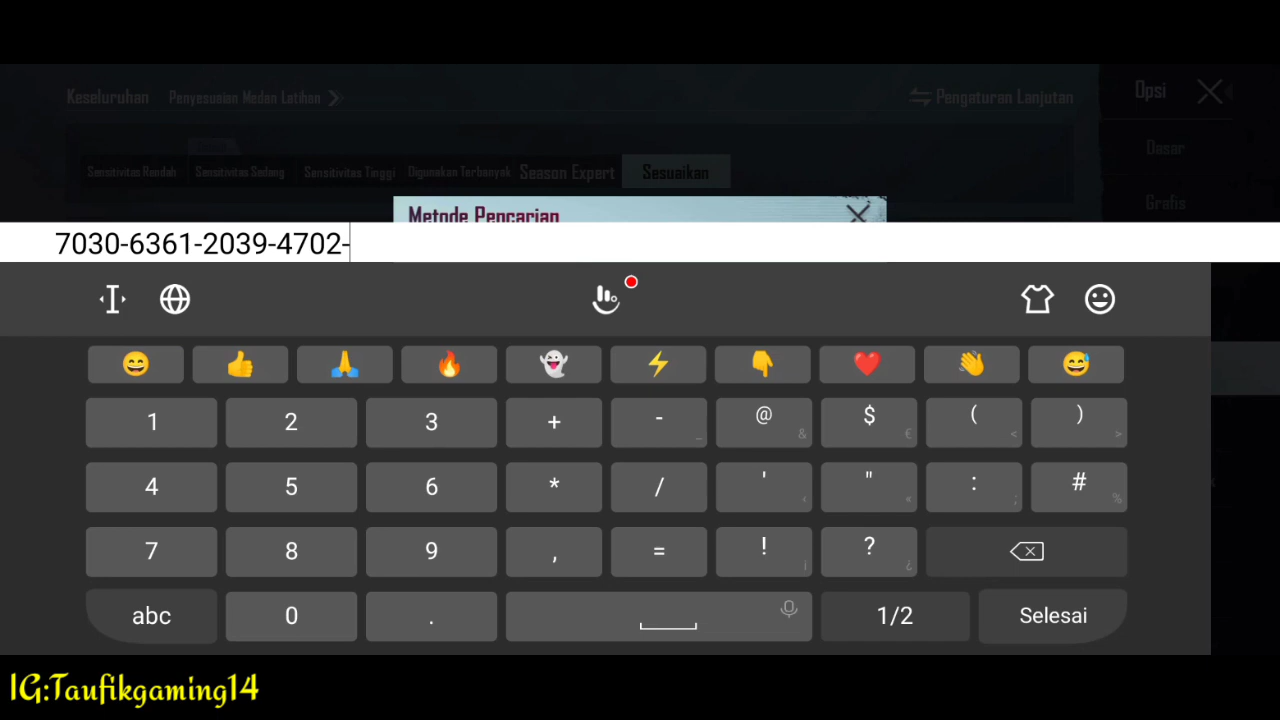 Keseluruhan Penyesuaian Medan Latihan Pengaturan Lanjutan Opsi
Dasar
Sensitivitas Rendah Sensitivitas Sedang Sensitivitas Tinggi Digunakan Terbanyak Season Expert Sesuaikan
Grafis
Metode Pencarian
7030-6361-2039-4702-
1 2 3 + - _ @ & $ € ( < ) >
4 5 6 * / ' ‹ " « : ; # %
7 8 9 , = ! ¡ ? ¿
abc 0 . 1/2 Selesai
IG:Taufikgaming14